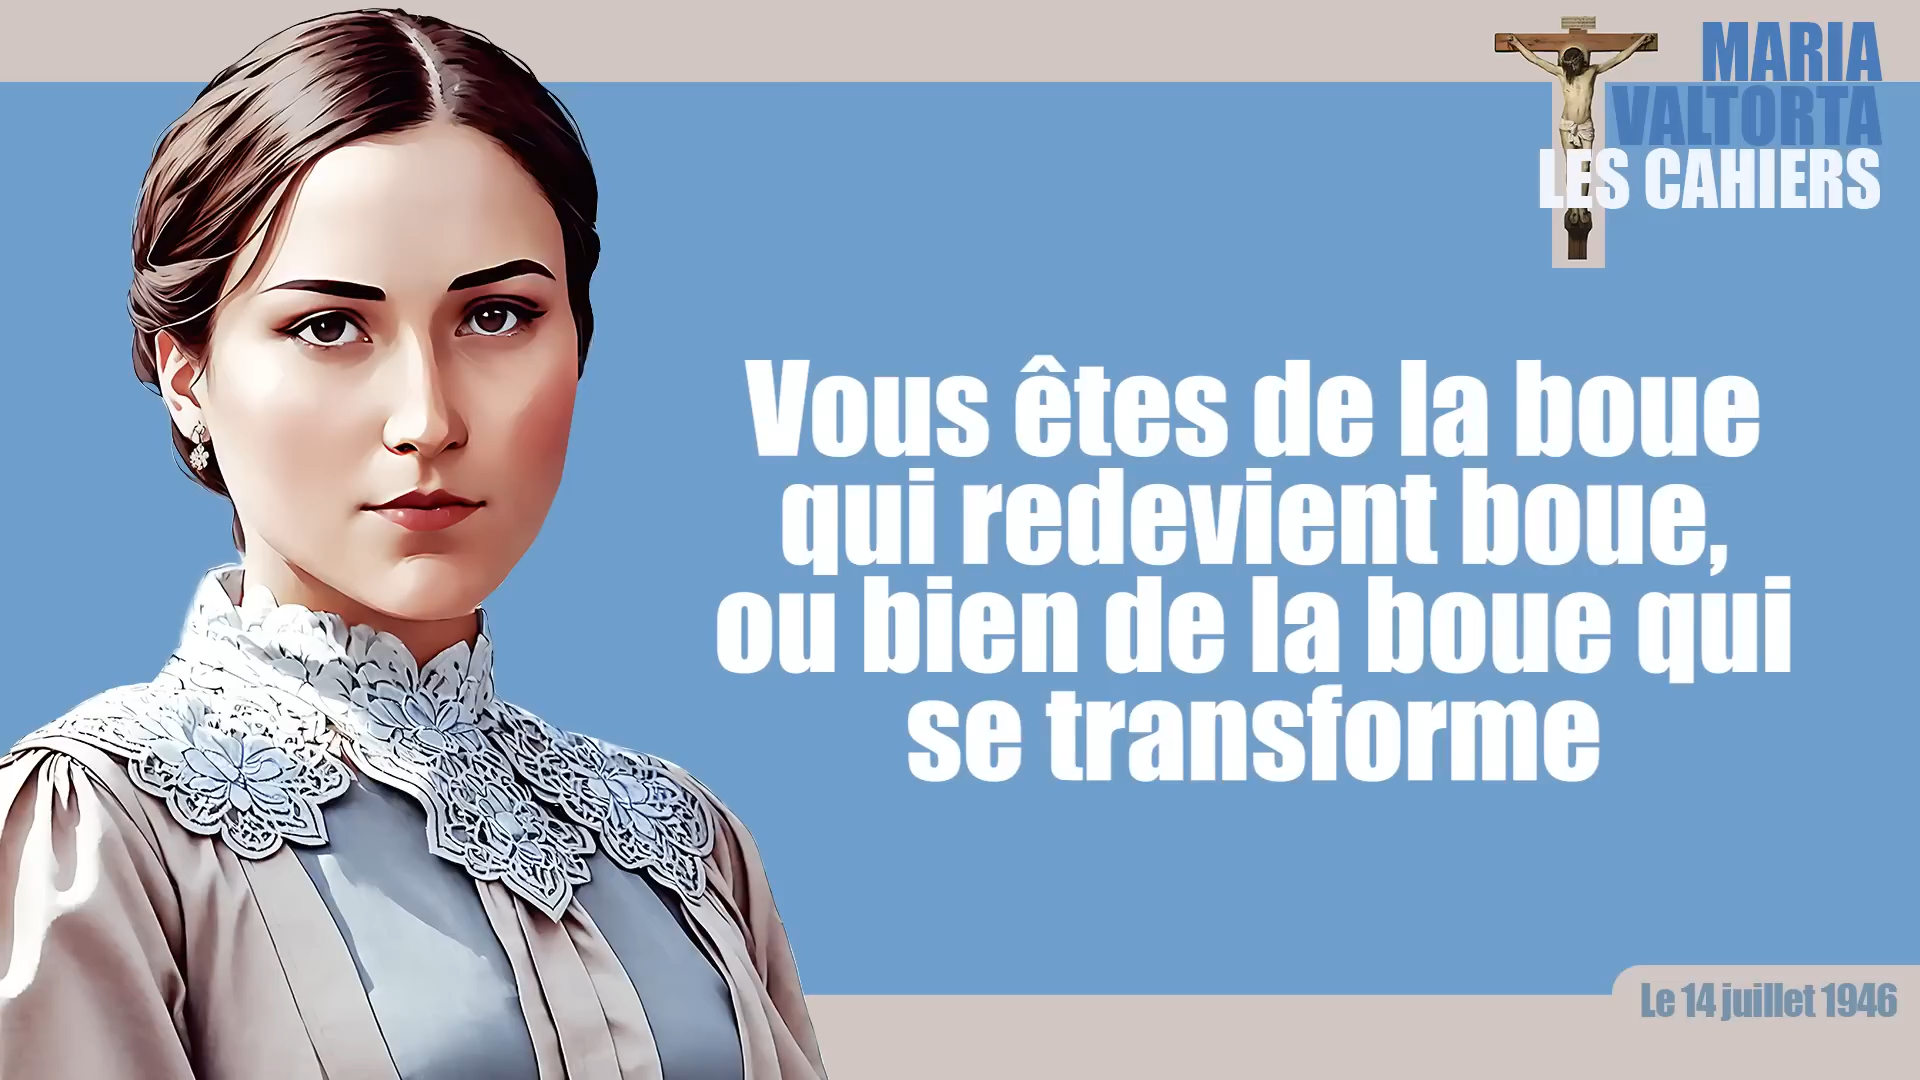 MARIA
VALTORTA
LES CAHIERS
Vous êtes de la boue
qui redevient boue,
ou bien de la boue qui
se transforme
Le 14 juillet 1946